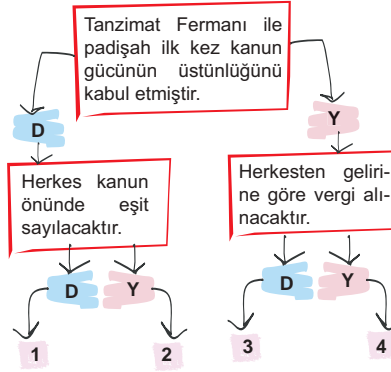 Tanzimat Fermanı ile
padişah ilk kez kanun
gücünün üstünlüğünü
kabul etmiştir.
D
Y
Herkes kanun
önünde eşit
sayılacaktır.
Herkesten geliri-
ne göre vergi alı-
nacaktır.
D
Y
D
Y
1
2
3
4